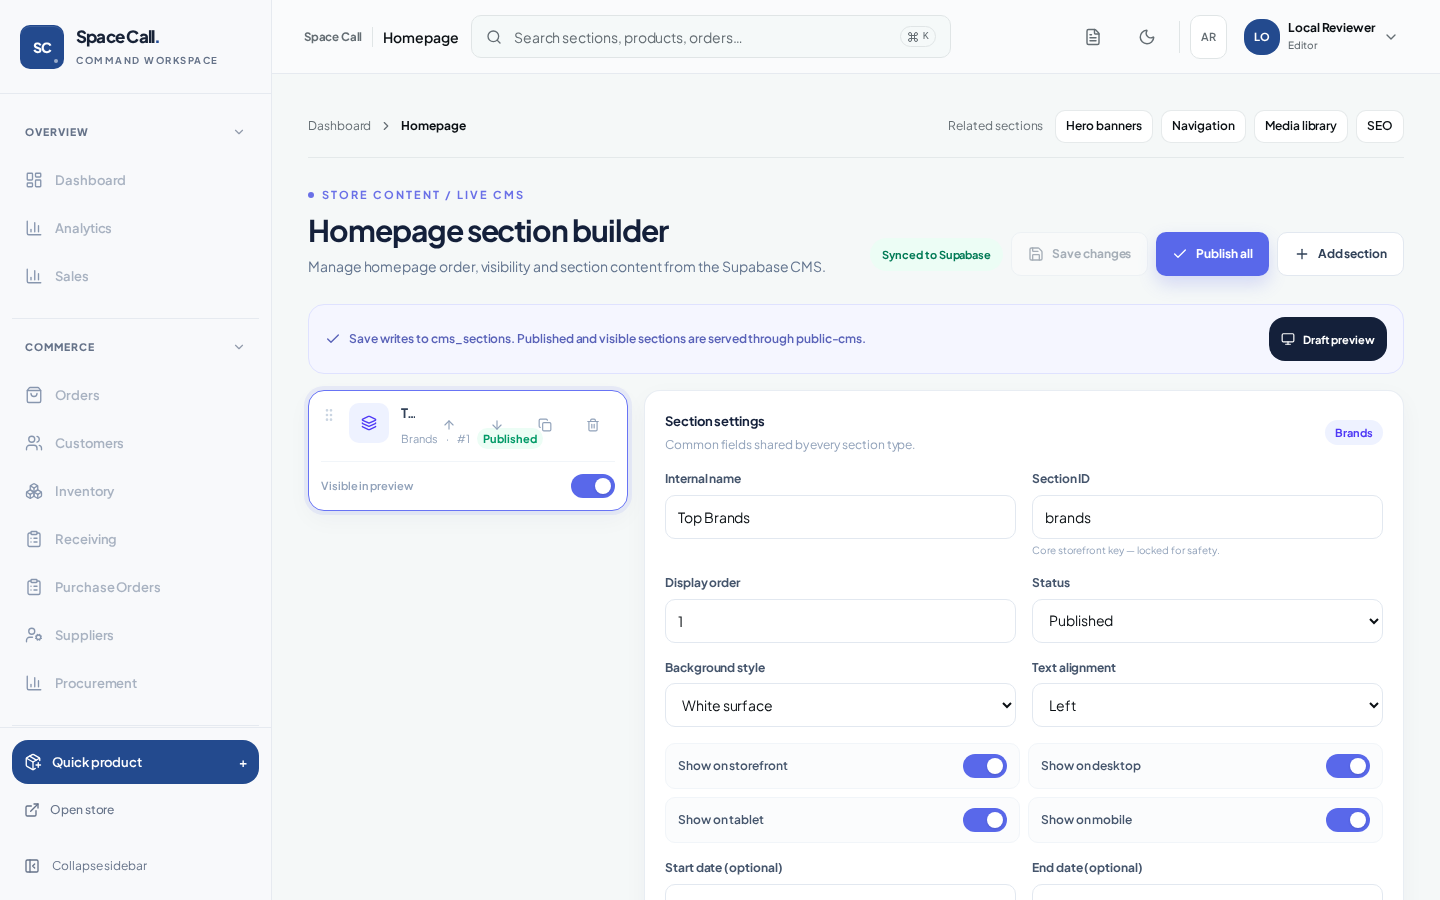 SC
SpaceCall.
COMMAND WORKSPACE
Space Call
Homepage
Search sections, products, orders...
⌘ K
AR
LO
Local Reviewer
Editor
OVERVIEW
Dashboard
Analytics
Sales
COMMERCE
Orders
Customers
Inventory
Receiving
Purchase Orders
Suppliers
Procurement
Quick product
+
Open store
Collapse sidebar
Dashboard
Homepage
Related sections
Hero banners
Navigation
Media library
SEO
STORE CONTENT / LIVE CMS
Homepage section builder
Manage homepage order, visibility and section content from the Supabase CMS.
Synced to Supabase
Save changes
Publish all
Add section
Save writes to cms_sections. Published and visible sections are served through public-cms.
Draft preview
T...
Brands · #1 Published
Visible in preview
Section settings
Common fields shared by every section type.
Brands
Internal name
Top Brands
Section ID
brands
Core storefront key — locked for safety.
Display order
1
Status
Published
Background style
White surface
Text alignment
Left
Show on storefront
Show on desktop
Show on tablet
Show on mobile
Start date (optional)
End date (optional)